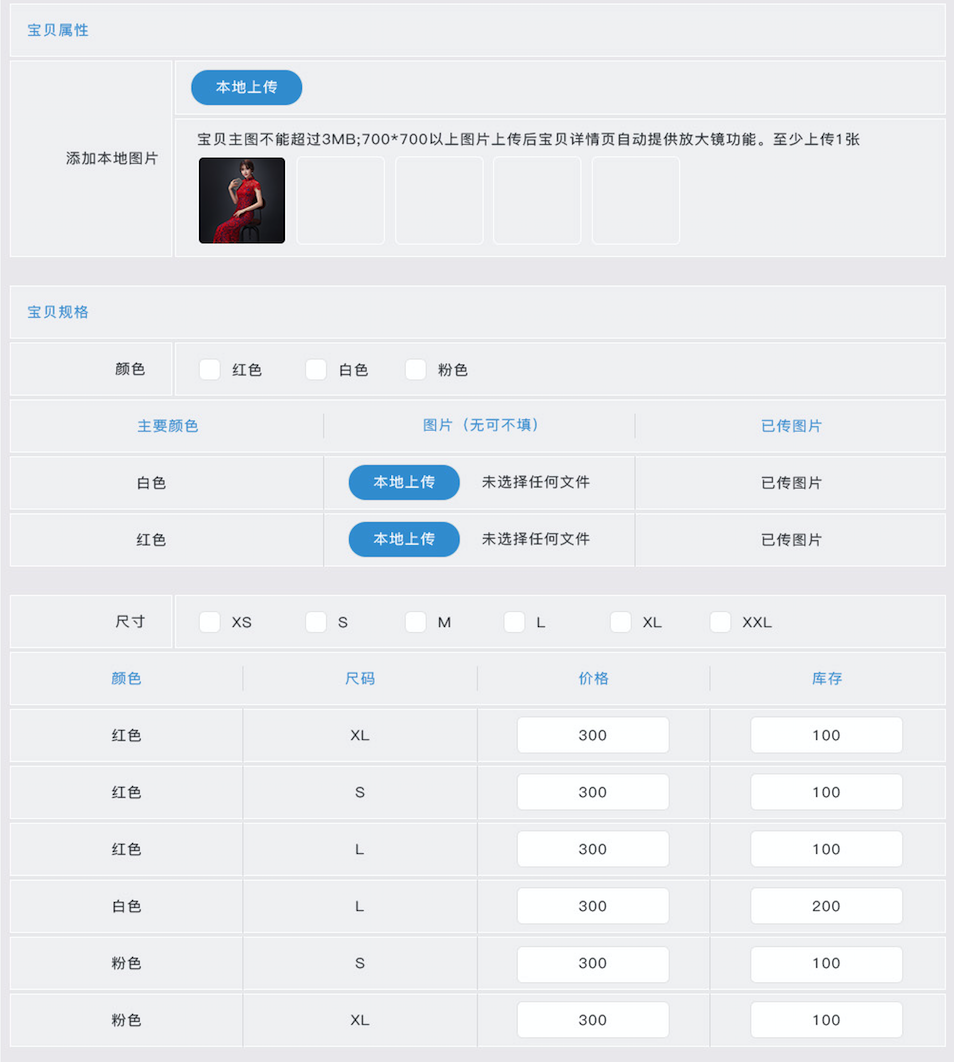 宝贝属性
本地上传
添加本地图片
宝贝主图不能超过3MB;700*700以上图片上传后宝贝详情页自动提供放大镜功能。至少上传1张
宝贝规格
颜色 红色 白色 粉色
主要颜色 图片（无可不填） 已传图片
白色 本地上传 未选择任何文件 已传图片
红色 本地上传 未选择任何文件 已传图片
尺寸 XS S M L XL XXL
颜色 尺码 价格 库存
红色 XL 300 100
红色 S 300 100
红色 L 300 100
白色 L 300 200
粉色 S 300 100
粉色 XL 300 100